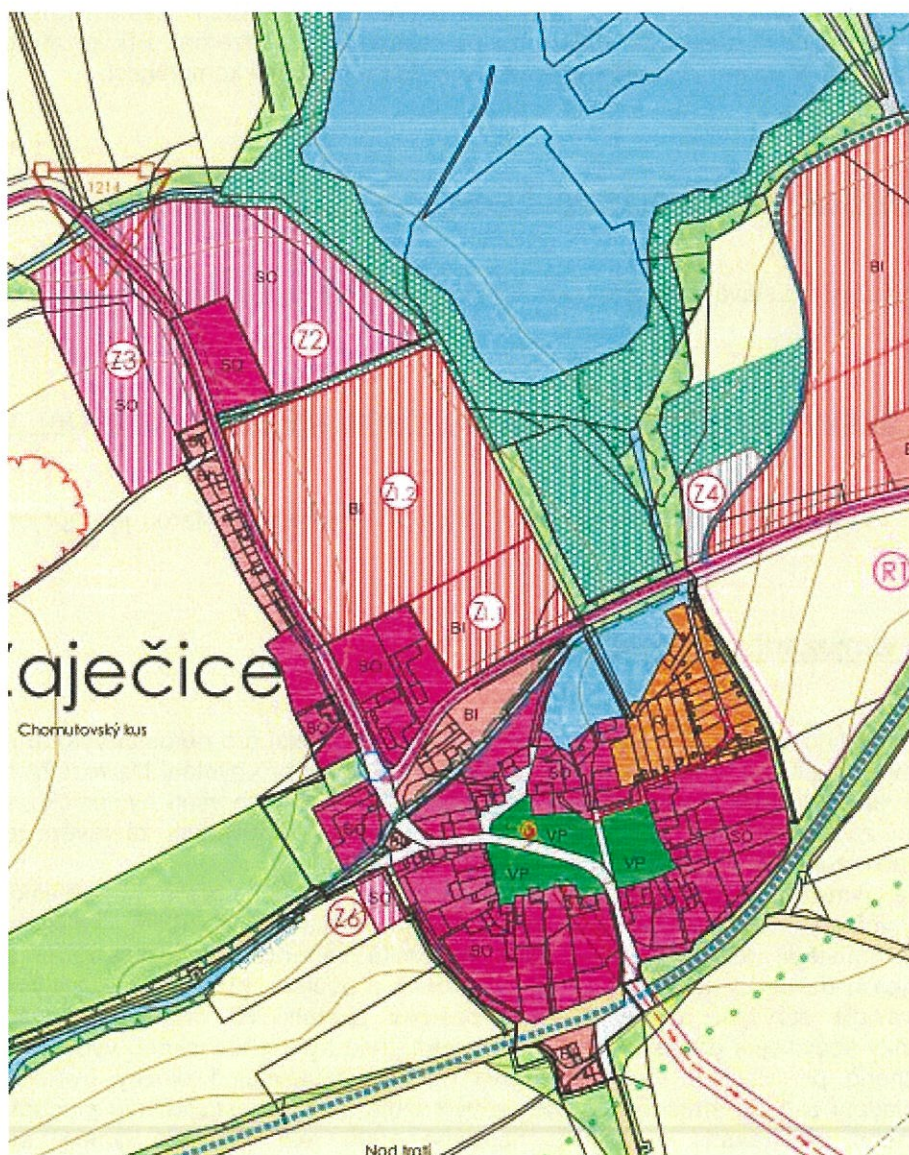 1214
SO
BI
Z2
Z3
SO
SO
BI
Z1.2
BI
Z4
R1
BI
Z1.1
SO
Zaječice
Chomutovský kus
BI
SO
SO
SO
VP
VP
VP
SO
Z6
SO
Nad tratí